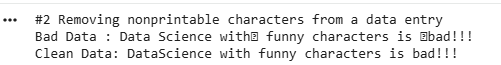 #2 Removing nonprintable characters from a data entry
Bad Data : Data Science with funny characters is bad!!!
Clean Data: DataScience with funny characters is bad!!!